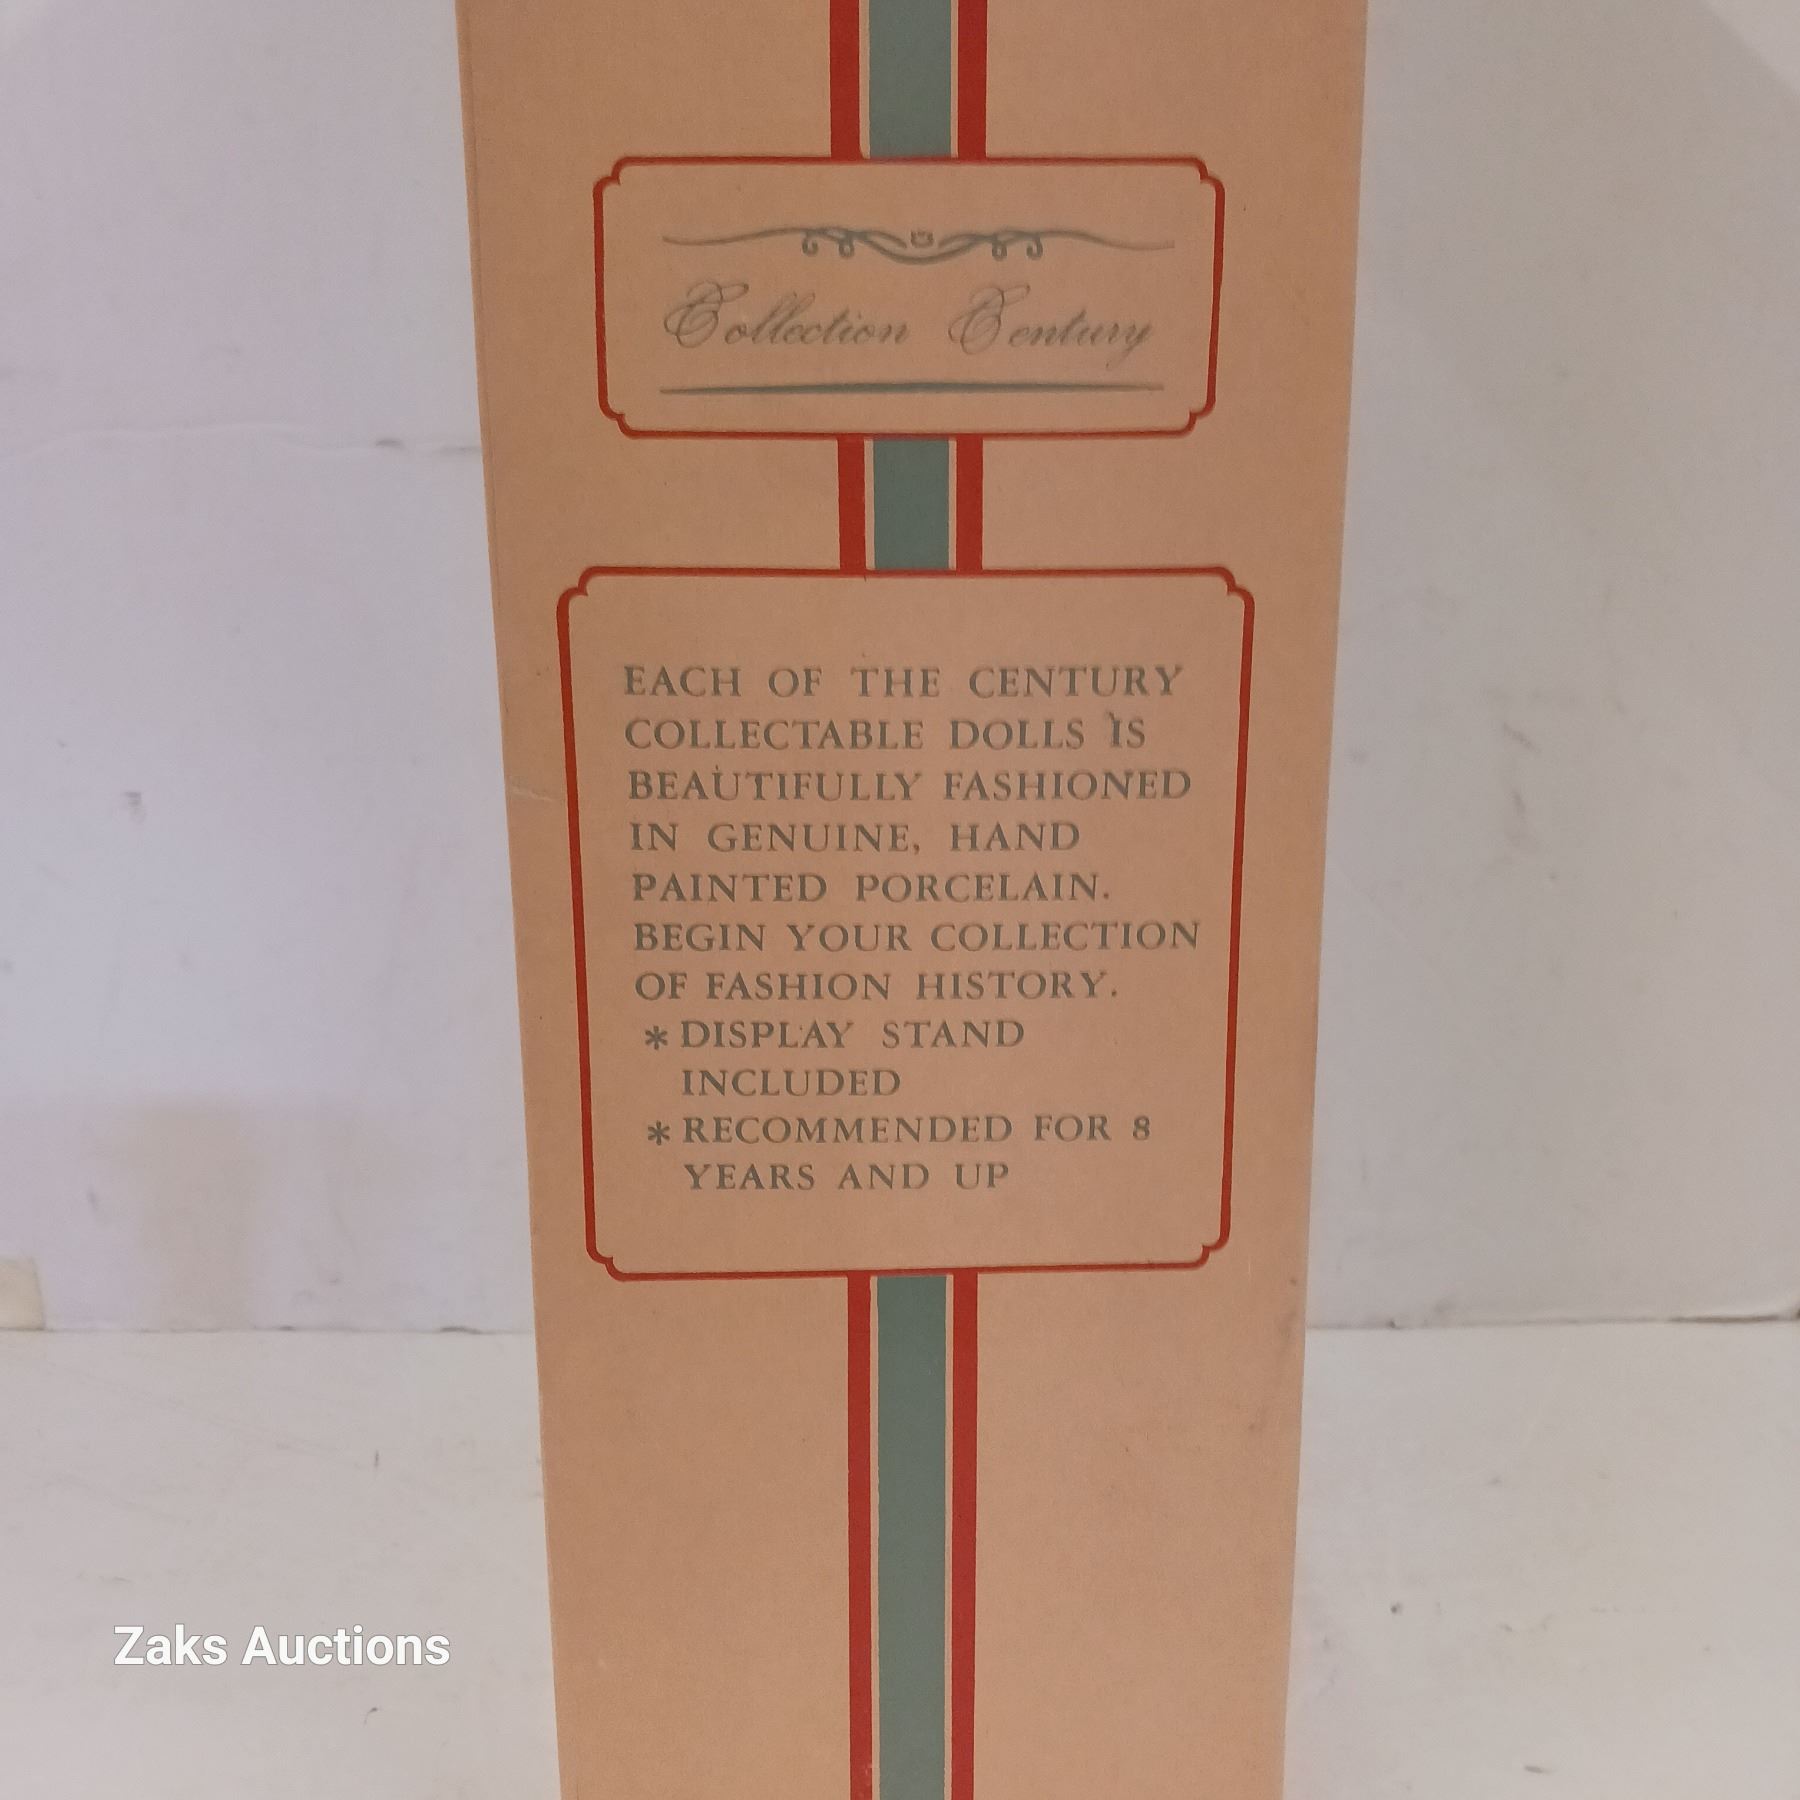 Collection Century
EACH OF THE CENTURY
COLLECTABLE DOLLS IS
BEAUTIFULLY FASHIONED
IN GENUINE, HAND
PAINTED PORCELAIN.
BEGIN YOUR COLLECTION
OF FASHION HISTORY.
* DISPLAY STAND
INCLUDED
* RECOMMENDED FOR 8
YEARS AND UP
Zaks Auctions